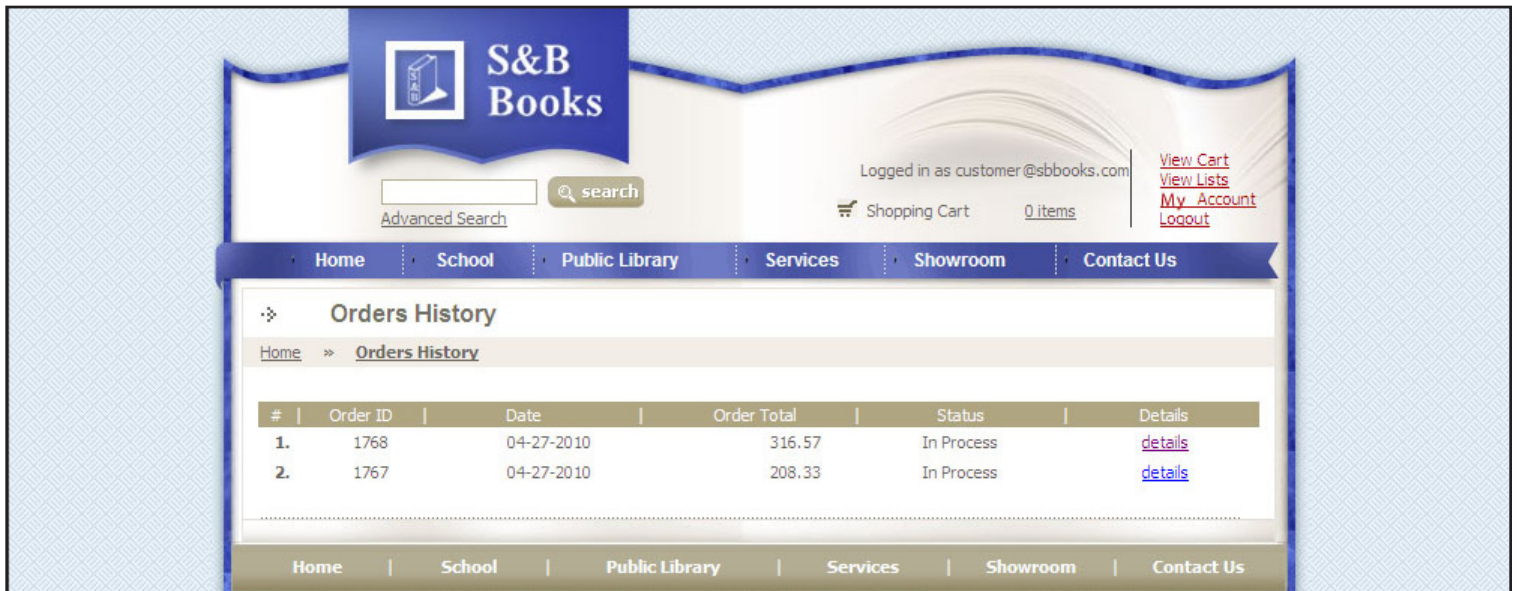 S&B
Books
S&B
Logged in as customer@sbbooks.com
View Cart
View Lists
My Account
Logout
search
Advanced Search
Shopping Cart 0 items
Home School Public Library Services Showroom Contact Us
Orders History
Home » Orders History
# | Order ID | Date | Order Total | Status | Details
1. 1768 04-27-2010 316.57 In Process details
2. 1767 04-27-2010 208.33 In Process details
Home | School | Public Library | Services | Showroom | Contact Us